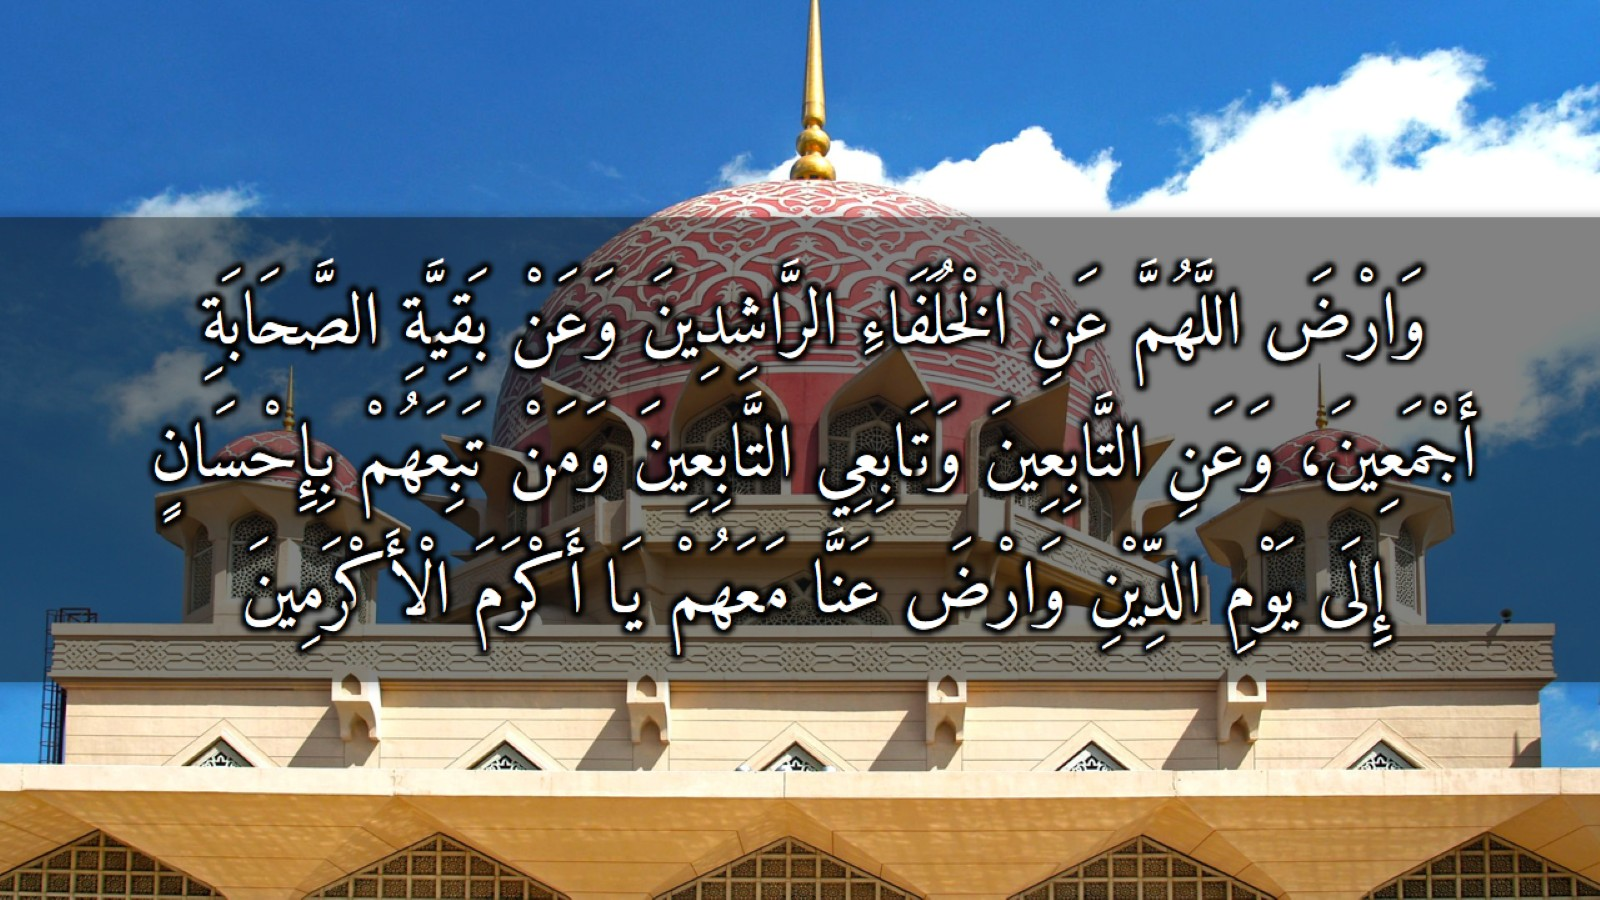 وَارْضَ اللَّهُمَّ عَنِ الْخُلَفَاءِ الرَّاشِدِينَ وَعَنْ بَقِيَّةِ الصَّحَابَةِ
أَجْمَعِينَ، وَعَنِ التَّابِعِينَ وَتَابِعِي التَّابِعِينَ وَمَنْ تَبِعَهُمْ بِإِحْسَانٍ
إِلَى يَوْمِ الدِّيْنِ وَارْضَ عَنَّا مَعَهُمْ يَا أَكْرَمَ الْأَكْرَمِينَ